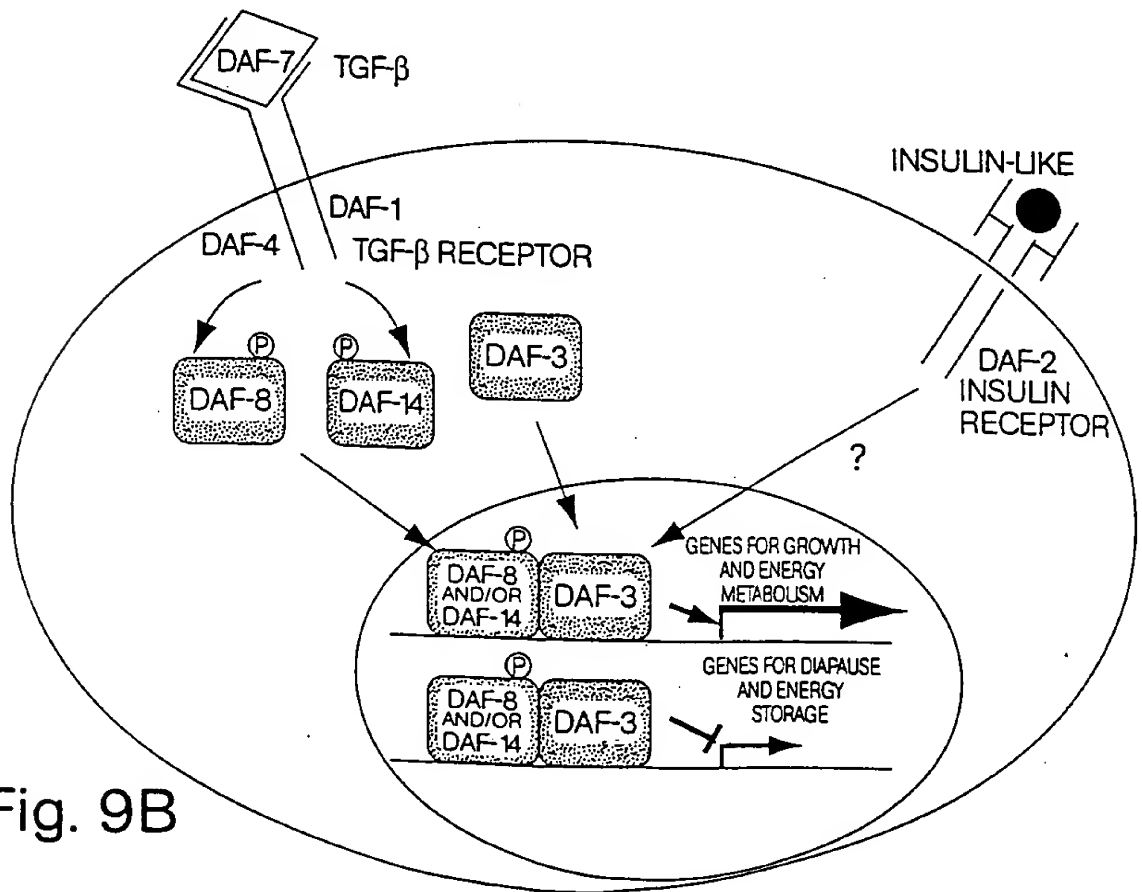 DAF-7
TGF-β
INSULIN-LIKE
DAF-1
DAF-4
TGF-β RECEPTOR
P
P
DAF-3
DAF-8
DAF-14
DAF-2
INSULIN
RECEPTOR
?
P
GENES FOR GROWTH
AND ENERGY
METABOLISM
DAF-8
AND/OR
DAF-14
DAF-3
P
GENES FOR DIAPAUSE
AND ENERGY
STORAGE
DAF-8
AND/OR
DAF-14
DAF-3
Fig. 9B